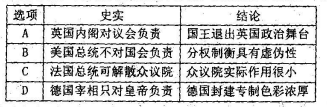 选项 史实 结论
A 英国内阁对议会负责 国王退出英国政治舞台
B 美国总统不对国会负责 分权制衡具有虚伪性
C 法国总统可解散众议院 众议院实际作用很小
D 德国宰相只对皇帝负责 德国封建专制色彩浓厚